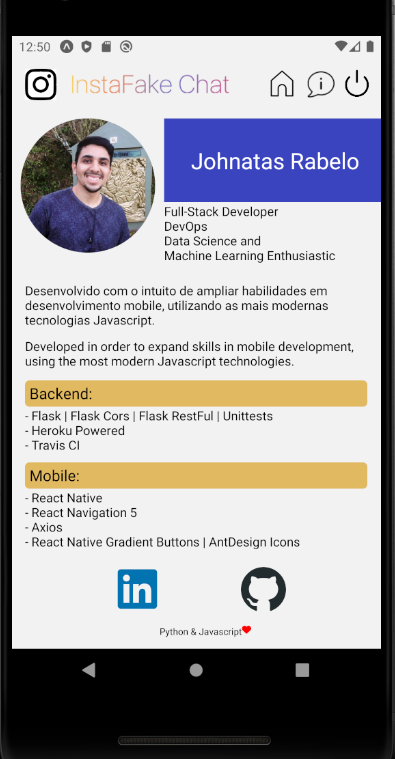 12:50
InstaFake Chat
Johnatas Rabelo
Full-Stack Developer
DevOps
Data Science and
Machine Learning Enthusiastic
Desenvolvido com o intuito de ampliar habilidades em
desenvolvimento mobile, utilizando as mais modernas
tecnologias Javascript.
Developed in order to expand skills in mobile development,
using the most modern Javascript technologies.
Backend:
- Flask | Flask Cors | Flask RestFul | Unittests
- Heroku Powered
- Travis CI
Mobile:
- React Native
- React Navigation 5
- Axios
- React Native Gradient Buttons | AntDesign Icons
in
Python & Javascript